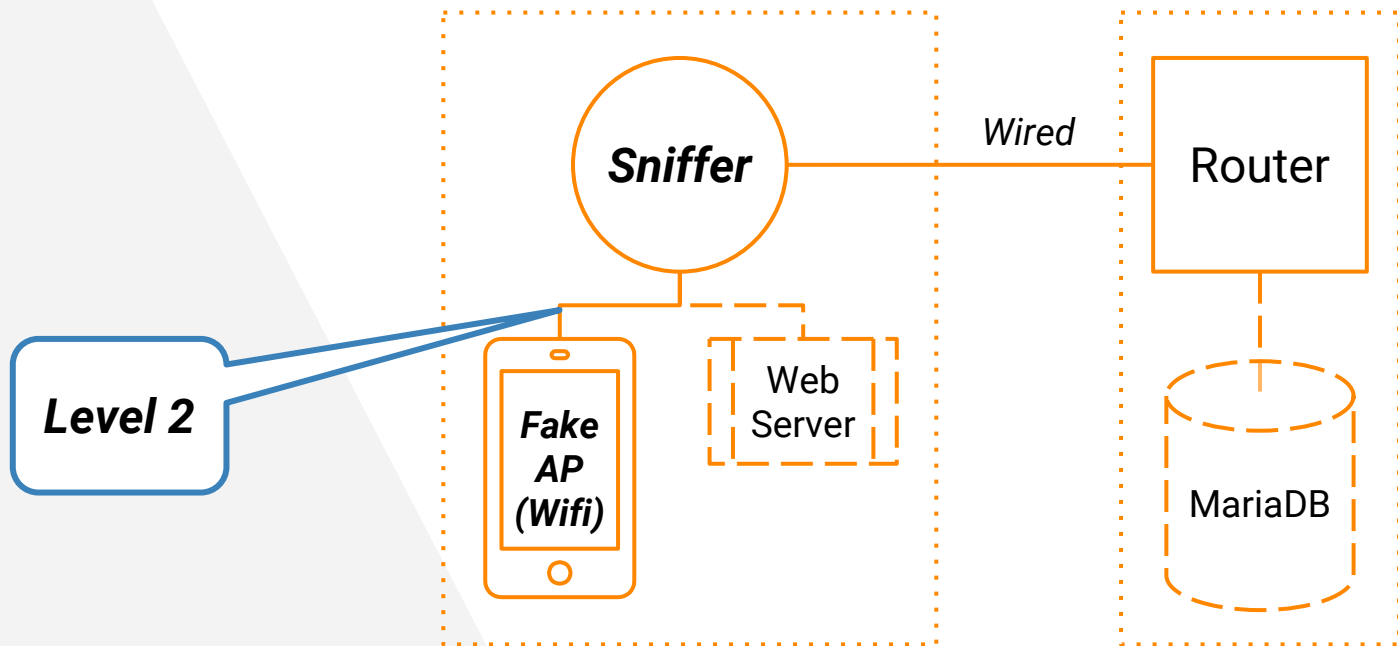 Wired
Sniffer
Router
Level 2
Fake
AP
(Wifi)
Web
Server
MariaDB